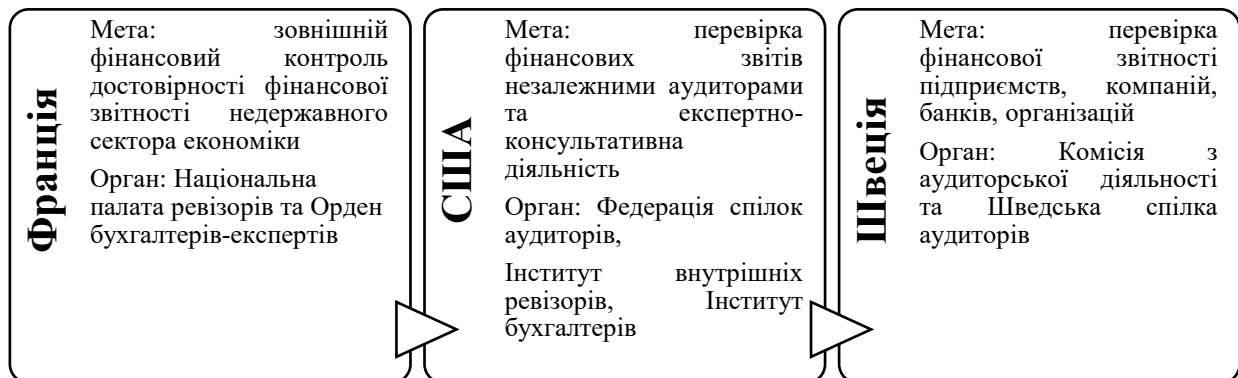 Франція
Мета: зовнішній
фінансовий контроль
достовірності фінансової
звітності недержавного
сектора економіки
Орган: Національна
палата ревізорів та Орден
бухгалтерів-експертів
США
Мета: перевірка
фінансових звітів
незалежними аудиторами
та експертно-
консультативна
діяльність
Орган: Федерація спілок
аудиторів,
Інститут внутрішніх
ревізорів, Інститут
бухгалтерів
Швеція
Мета: перевірка
фінансової звітності
підприємств, компаній,
банків, організацій
Орган: Комісія з
аудиторської діяльності
та Шведська спілка
аудиторів